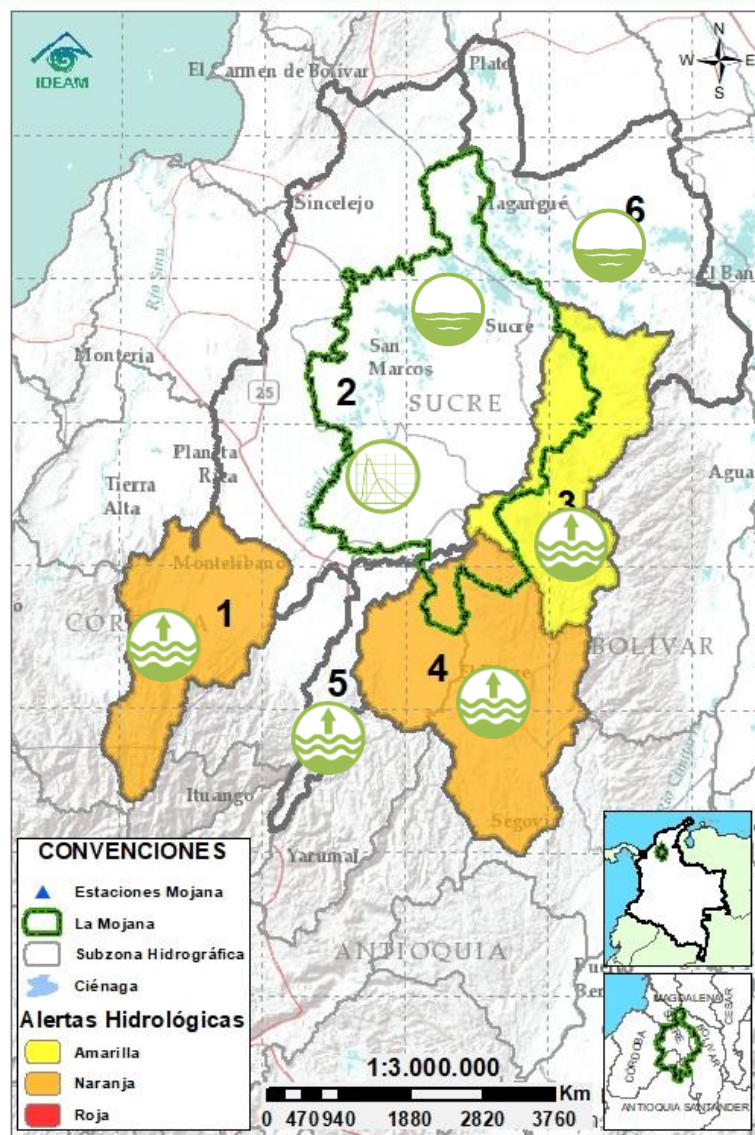 IDEAM
N
W E
S
El Carmen de Bolívar
Plato
Sincelejo
Magangué
6
El Ban
Río Sinú
Sucre
Montería
San
Marcos
2
25
SUCRE
Planeta
Rica
Tierra
Alta
Agua
3
Montelíbano
1
BOLÍVAR
4
5
Ituango
Segovi
Yarumal
ANTIOQUIA
CONVENCIONES
Estaciones Mojana
La Mojana
Subzona Hidrográfica
Ciénaga
Alertas Hidrológicas
Amarilla
Naranja
Roja
1:3.000.000
Km
0 470 940 1880 2820 3760
MAGDALENA
CESAR
CORDOBA
BOLIVAR
ANTIOQUIA SANTANDER